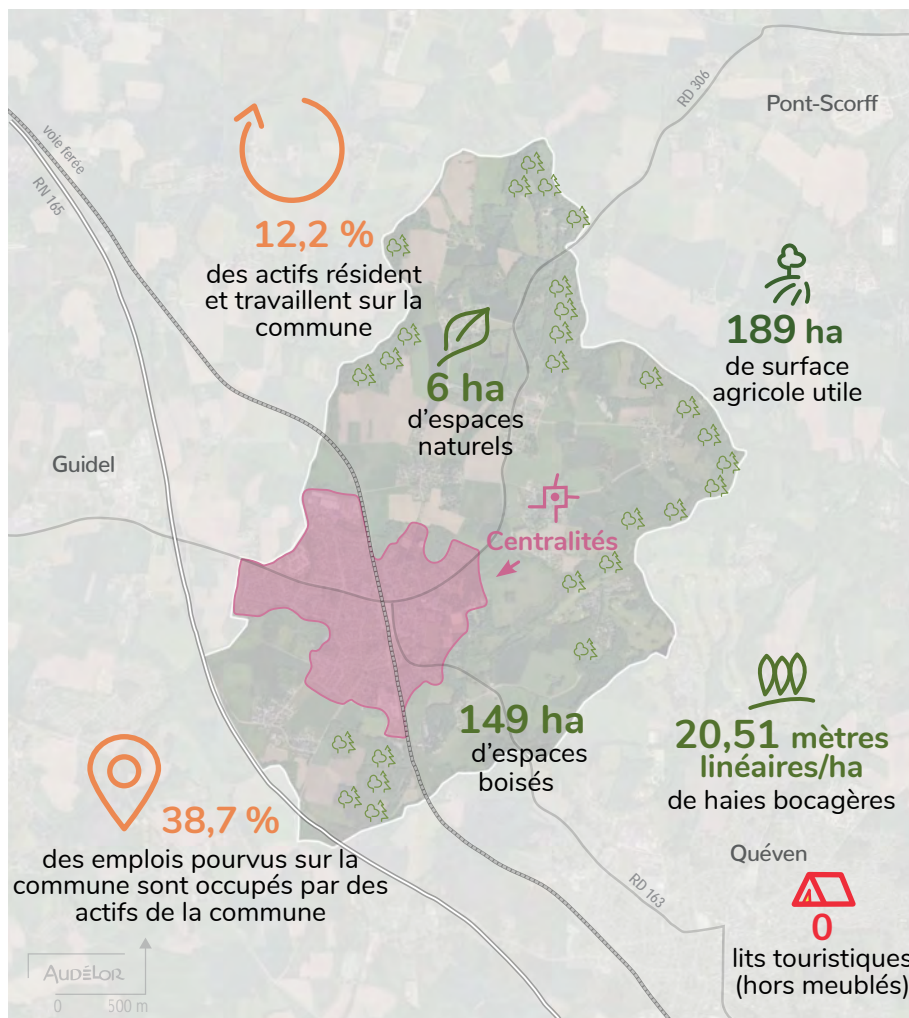 RD 306
Pont-Scorff
voie ferée
RN 165
12,2 %
des actifs résident
et travaillent sur la
commune
189 ha
de surface
agricole utile
6 ha
d'espaces
naturels
Guidel
Centralités
149 ha
d'espaces
boisés
20,51 mètres
linéaires/ha
de haies bocagères
38,7 %
des emplois pourvus sur la
commune sont occupés par des
actifs de la commune
Quéven
RD 163
0
lits touristiques
(hors meublés)
AUDÉLOR
0 500 m